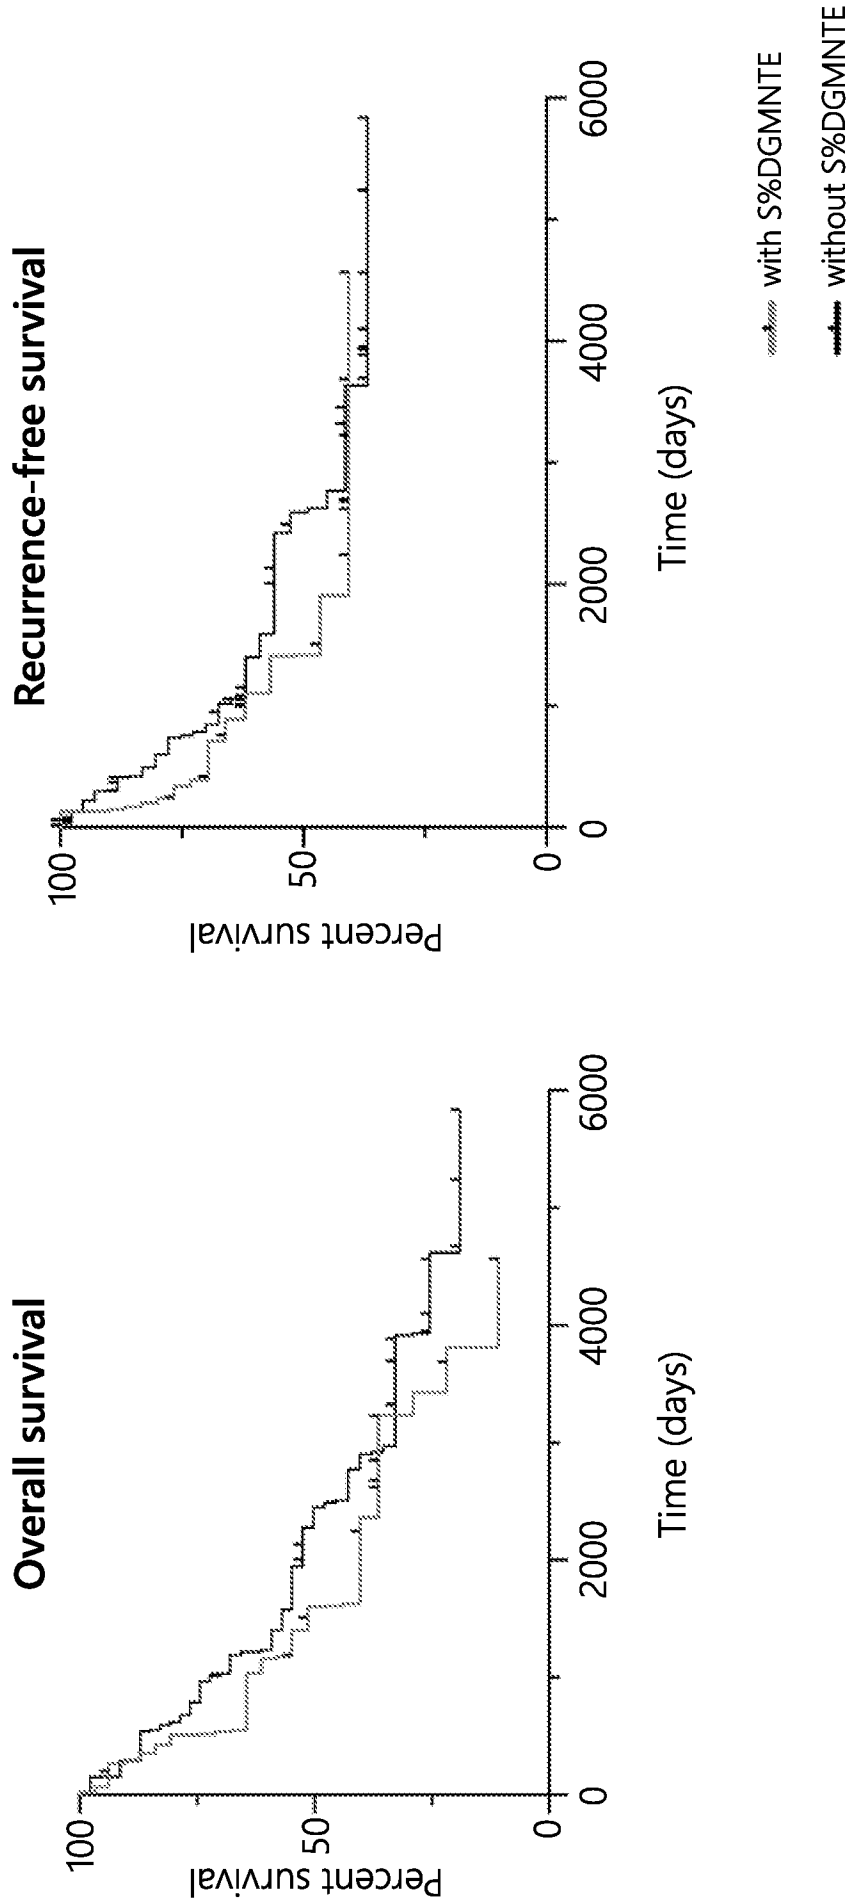 Overall survival
Percent survival
100
50
0
0
2000
4000
6000
Time (days)
Recurrence-free survival
Percent survival
100
50
0
0
2000
4000
6000
Time (days)
with S%DGMNTE
without S%DGMNTE